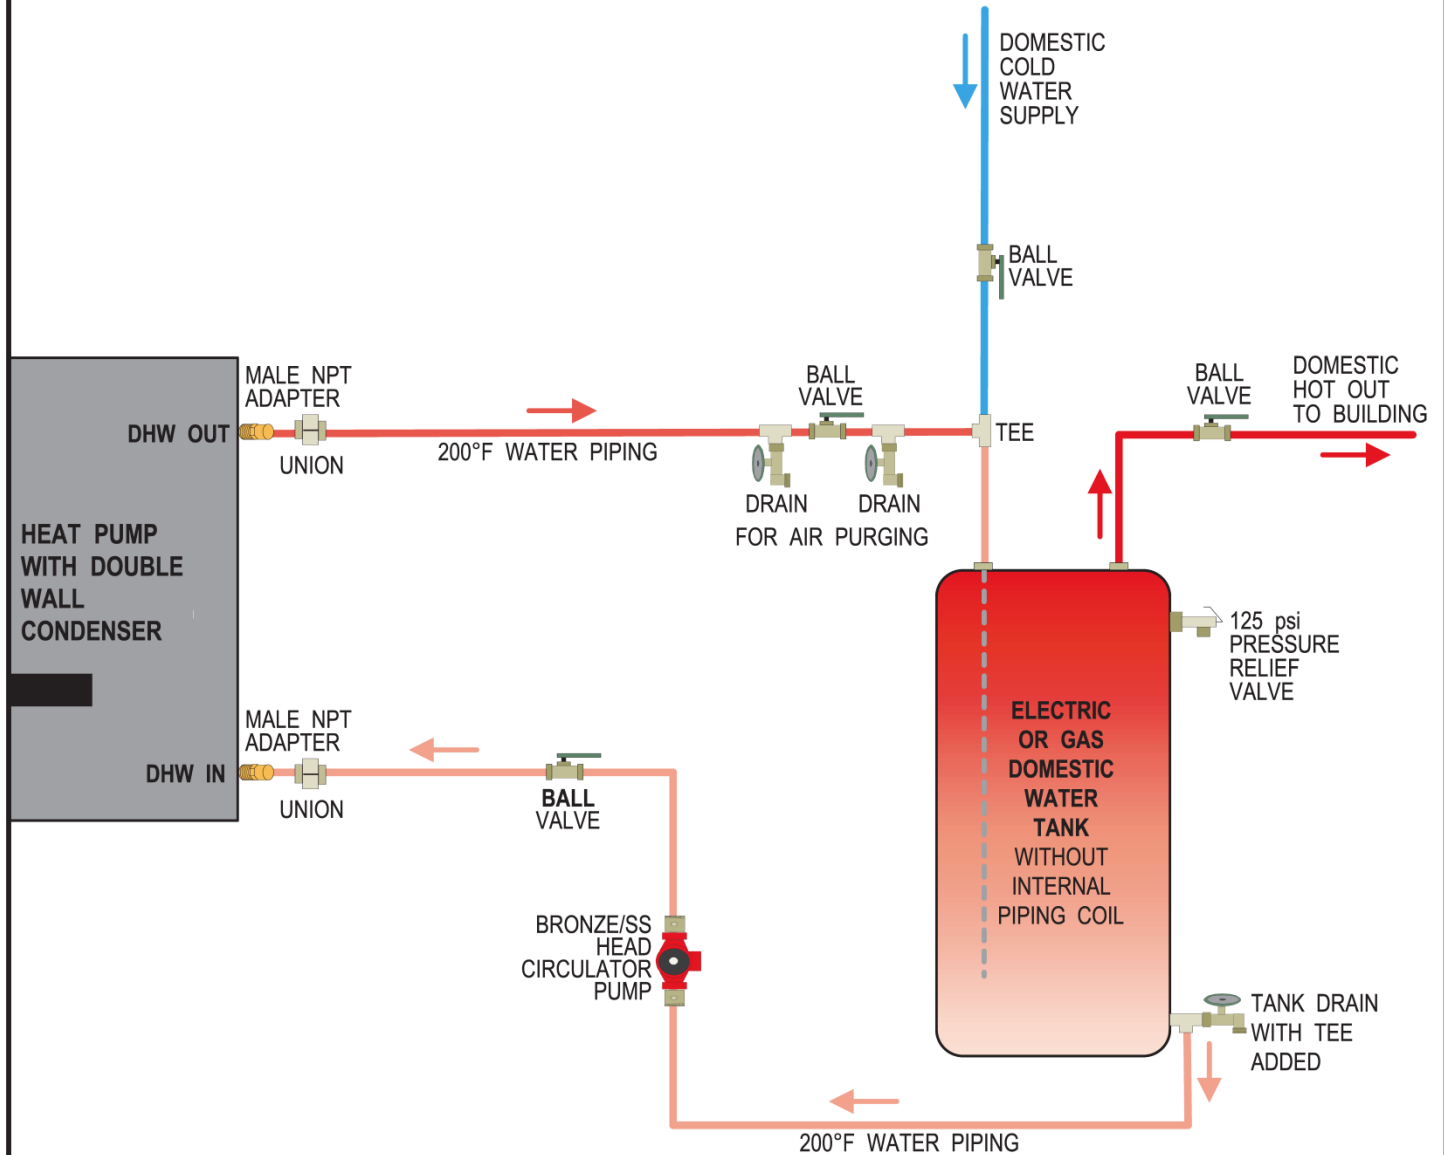 DOMESTIC
COLD
WATER
SUPPLY
BALL
VALVE
MALE NPT
ADAPTER
DHW OUT
UNION
200°F WATER PIPING
BALL
VALVE
DRAIN
DRAIN
FOR AIR PURGING
TEE
BALL
VALVE
DOMESTIC
HOT OUT
TO BUILDING
HEAT PUMP
WITH DOUBLE
WALL
CONDENSER
125 psi
PRESSURE
RELIEF
VALVE
MALE NPT
ADAPTER
DHW IN
UNION
BALL
VALVE
ELECTRIC
OR GAS
DOMESTIC
WATER
TANK
WITHOUT
INTERNAL
PIPING COIL
BRONZE/SS
HEAD
CIRCULATOR
PUMP
TANK DRAIN
WITH TEE
ADDED
200°F WATER PIPING